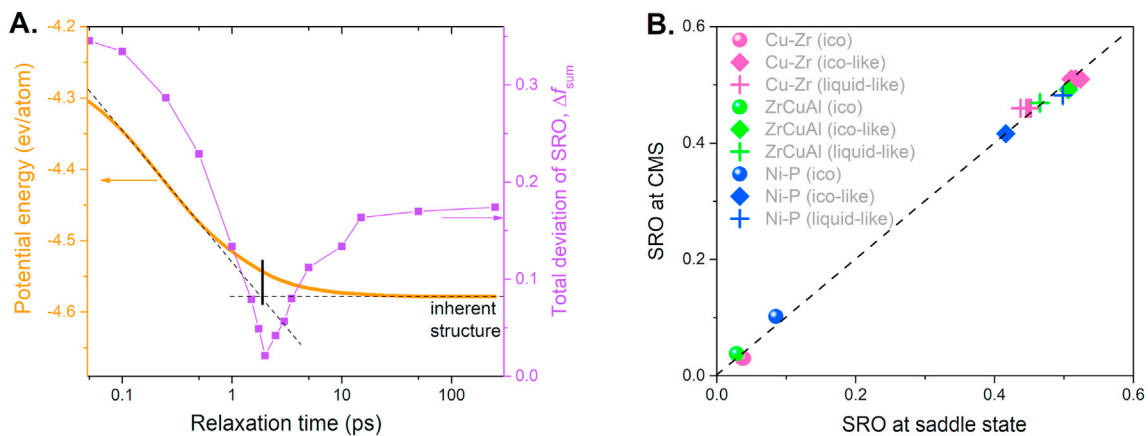 A.
-4.2
-4.3
-4.4
-4.5
-4.6
Potential energy (ev/atom)
0.1
1
10
100
Relaxation time (ps)
0.3
0.2
0.1
0.0
Total deviation of SRO, Δfsum
inherent
structure
B.
0.6
0.4
0.2
0.0
SRO at CMS
0.0
0.2
0.4
0.6
SRO at saddle state
Cu-Zr (ico)
Cu-Zr (ico-like)
Cu-Zr (liquid-like)
ZrCuAl (ico)
ZrCuAl (ico-like)
ZrCuAl (liquid-like)
Ni-P (ico)
Ni-P (ico-like)
Ni-P (liquid-like)